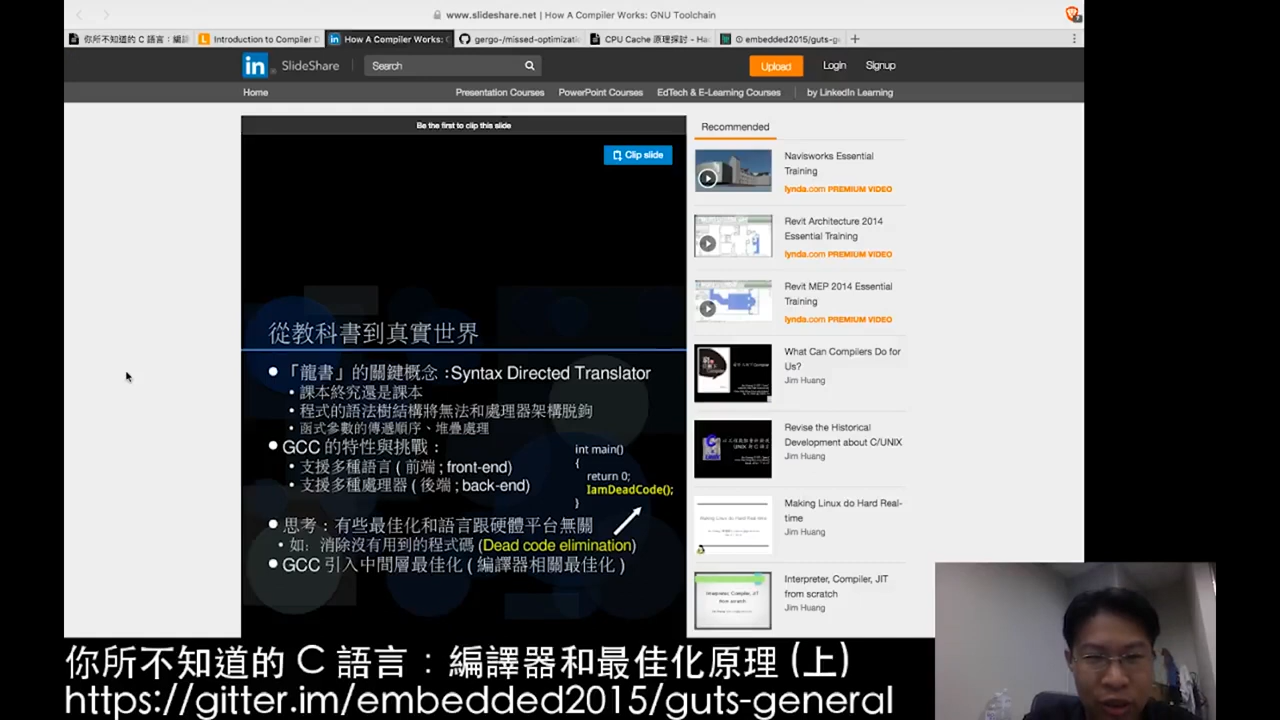 www.slideshare.net | How A Compiler Works: GNU Toolchain
你所不知道的 C 語言：編譯
Introduction to Compiler D
How A Compiler Works: G
gergo-/missed-optimizatio
CPU Cache 原理探討 - Hac
embedded2015/guts-ge
in SlideShare
Search
Upload
Login
Signup
Home
Presentation Courses
PowerPoint Courses
EdTech & E-Learning Courses
by LinkedIn Learning
Be the first to clip this slide
Clip slide
從教科書到真實世界
「龍書」的關鍵概念 :Syntax Directed Translator
課本終究還是課本
程式的語法樹結構將無法和處理器架構脫鉤
函式參數的傳遞順序、堆疊處理
GCC 的特性與挑戰：
支援多種語言 ( 前端 ; front-end)
支援多種處理器 ( 後端 ; back-end)
int main()
{
return 0;
IamDeadCode();
}
思考：有些最佳化和語言跟硬體平台無關
如：消除沒有用到的程式碼 (Dead code elimination)
GCC 引入中間層最佳化 ( 編譯器相關最佳化 )
Recommended
Navisworks Essential
Training
lynda.com PREMIUM VIDEO
Revit Architecture 2014
Essential Training
lynda.com PREMIUM VIDEO
Revit MEP 2014 Essential
Training
lynda.com PREMIUM VIDEO
What Can Compilers Do for
Us?
Jim Huang
Revise the Historical
Development about C/UNIX
Jim Huang
Making Linux do Hard Real-
time
Jim Huang
Interpreter, Compiler, JIT
from scratch
Jim Huang
你所不知道的 C 語言：編譯器和最佳化原理 (上)
https://gitter.im/embedded2015/guts-general